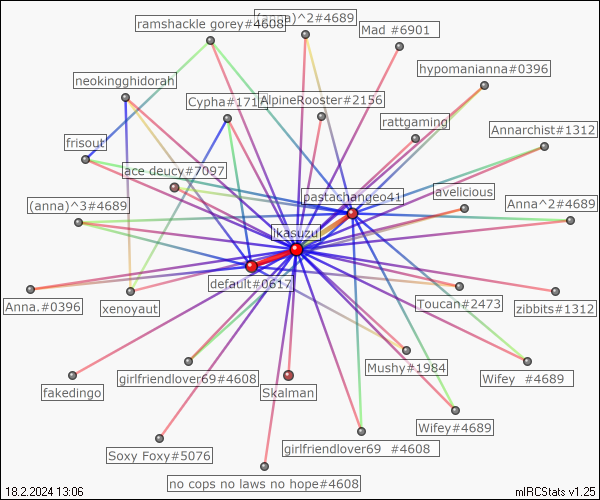 ramshackle gorey#4608
(anna)^2#4689
Mad #6901
neokingghidorah
hypomanianna#0396
Cypha#171
AlpineRooster#2156
rattgaming
Annarchist#1312
frisout
ace deucy#7097
pastachangeo41
avelicious
(anna)^3#4689
Anna^2#4689
ikasuzu
default#0617
Anna.#0396
xenoyaut
Toucan#2473
zibbits#1312
fakedingo
girlfriendlover69#4608
Skalman
Mushy#1984
Wifey #4689
Soxy Foxy#5076
girlfriendlover69 #4608
Wifey#4689
no cops no laws no hope#4608
18.2.2024 13:06
mIRCStats v1.25